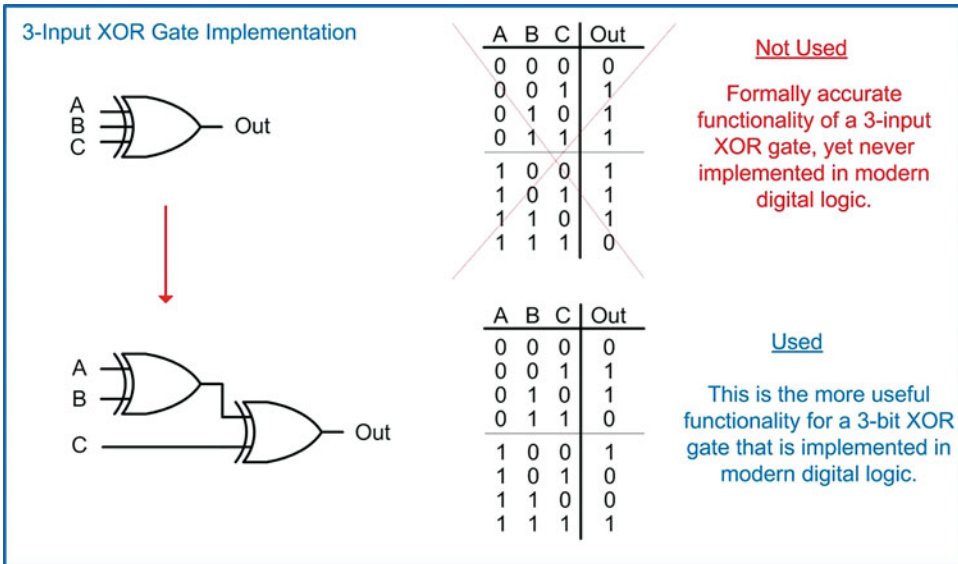 3-Input XOR Gate Implementation
A
B
C
Out
A B C Out
0 0 0 0
0 0 1 1
0 1 0 1
0 1 1 1
1 0 0 1
1 0 1 1
1 1 0 1
1 1 1 0
Not Used
Formally accurate
functionality of a 3-input
XOR gate, yet never
implemented in modern
digital logic.
A
B
C
Out
A B C Out
0 0 0 0
0 0 1 1
0 1 0 1
0 1 1 0
1 0 0 1
1 0 1 0
1 1 0 0
1 1 1 1
Used
This is the more useful
functionality for a 3-bit XOR
gate that is implemented in
modern digital logic.